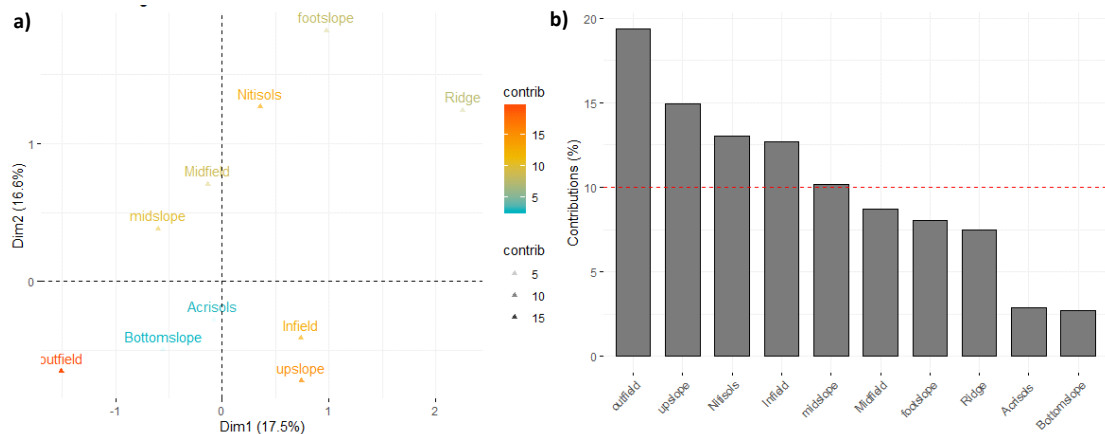 a)
footslope
Nitisols
Ridge
Midfield
midslope
Acrisols
Bottomslope
Infield
outfield
upslope
1
0
-1
0
1
2
Dim2 (16.6%)
Dim1 (17.5%)
contrib
15
10
5
contrib
5
10
15
b)
20
15
10
5
0
Contributions (%)
outfield
upslope
Nitisols
Infield
midslope
Midfield
footslope
Ridge
Acrisols
Bottomslope